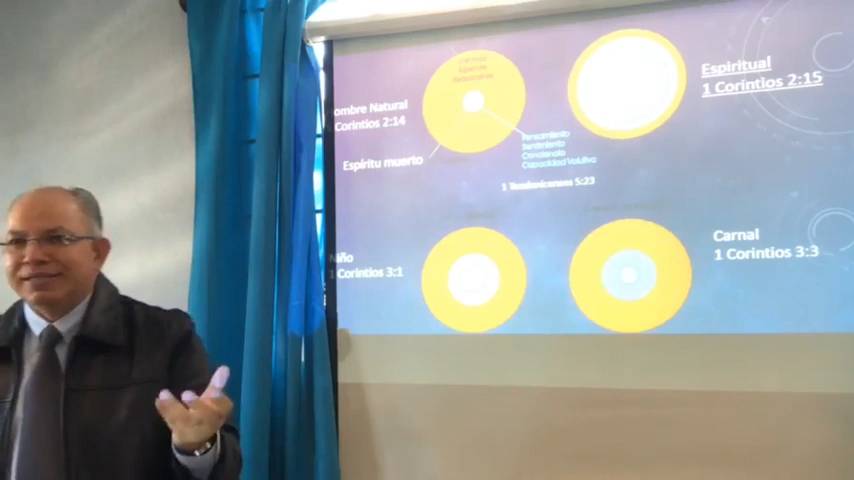 ombre Natural
Corintios 2:14
Espíritu muerto
Pensamiento
Sentimiento
Conciencia
Capacidad Volutiva
1 Tesalonicenses 5:23
Espiritual
1 Corintios 2:15
Niño
1 Corintios 3:1
Carnal
1 Corintios 3:3